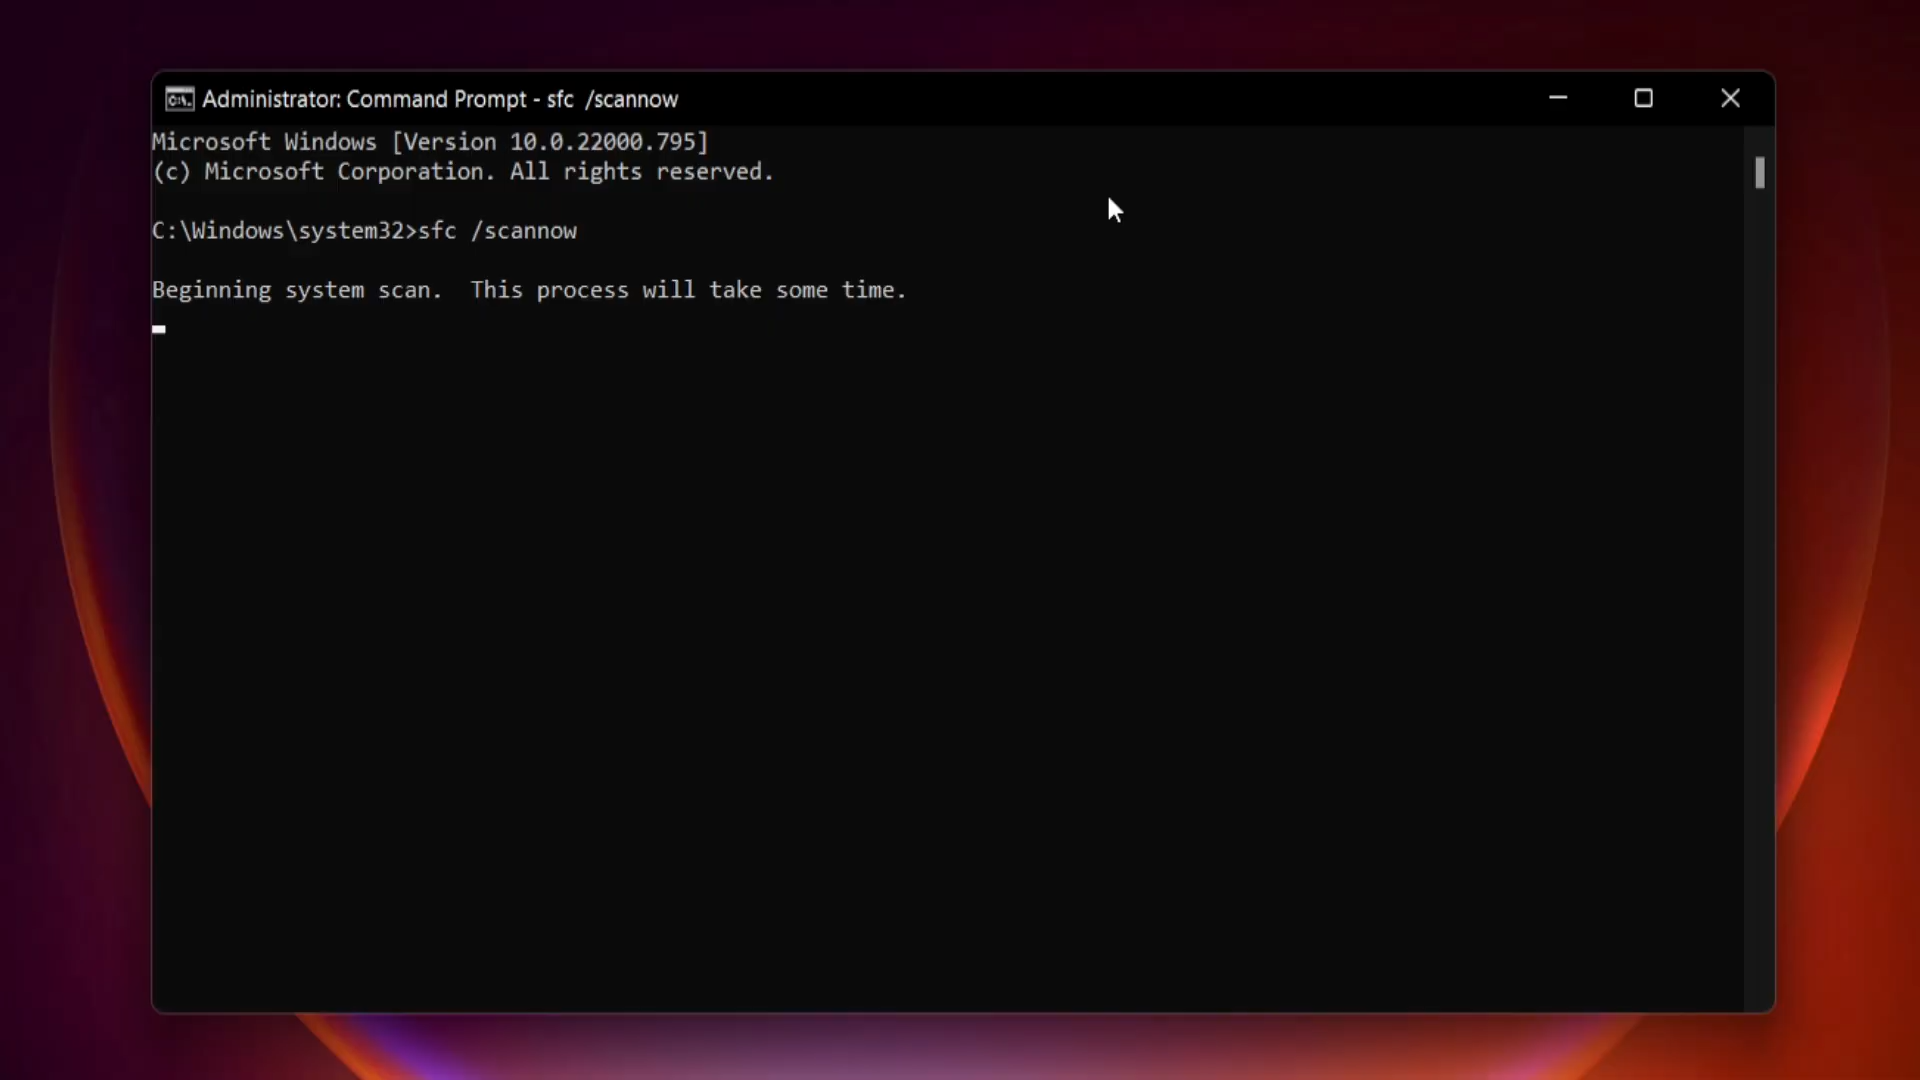 Administrator: Command Prompt - sfc  /scannow
Microsoft Windows [Version 10.0.22000.795]
(c) Microsoft Corporation. All rights reserved.
C:\Windows\system32>sfc /scannow
Beginning system scan.  This process will take some time.